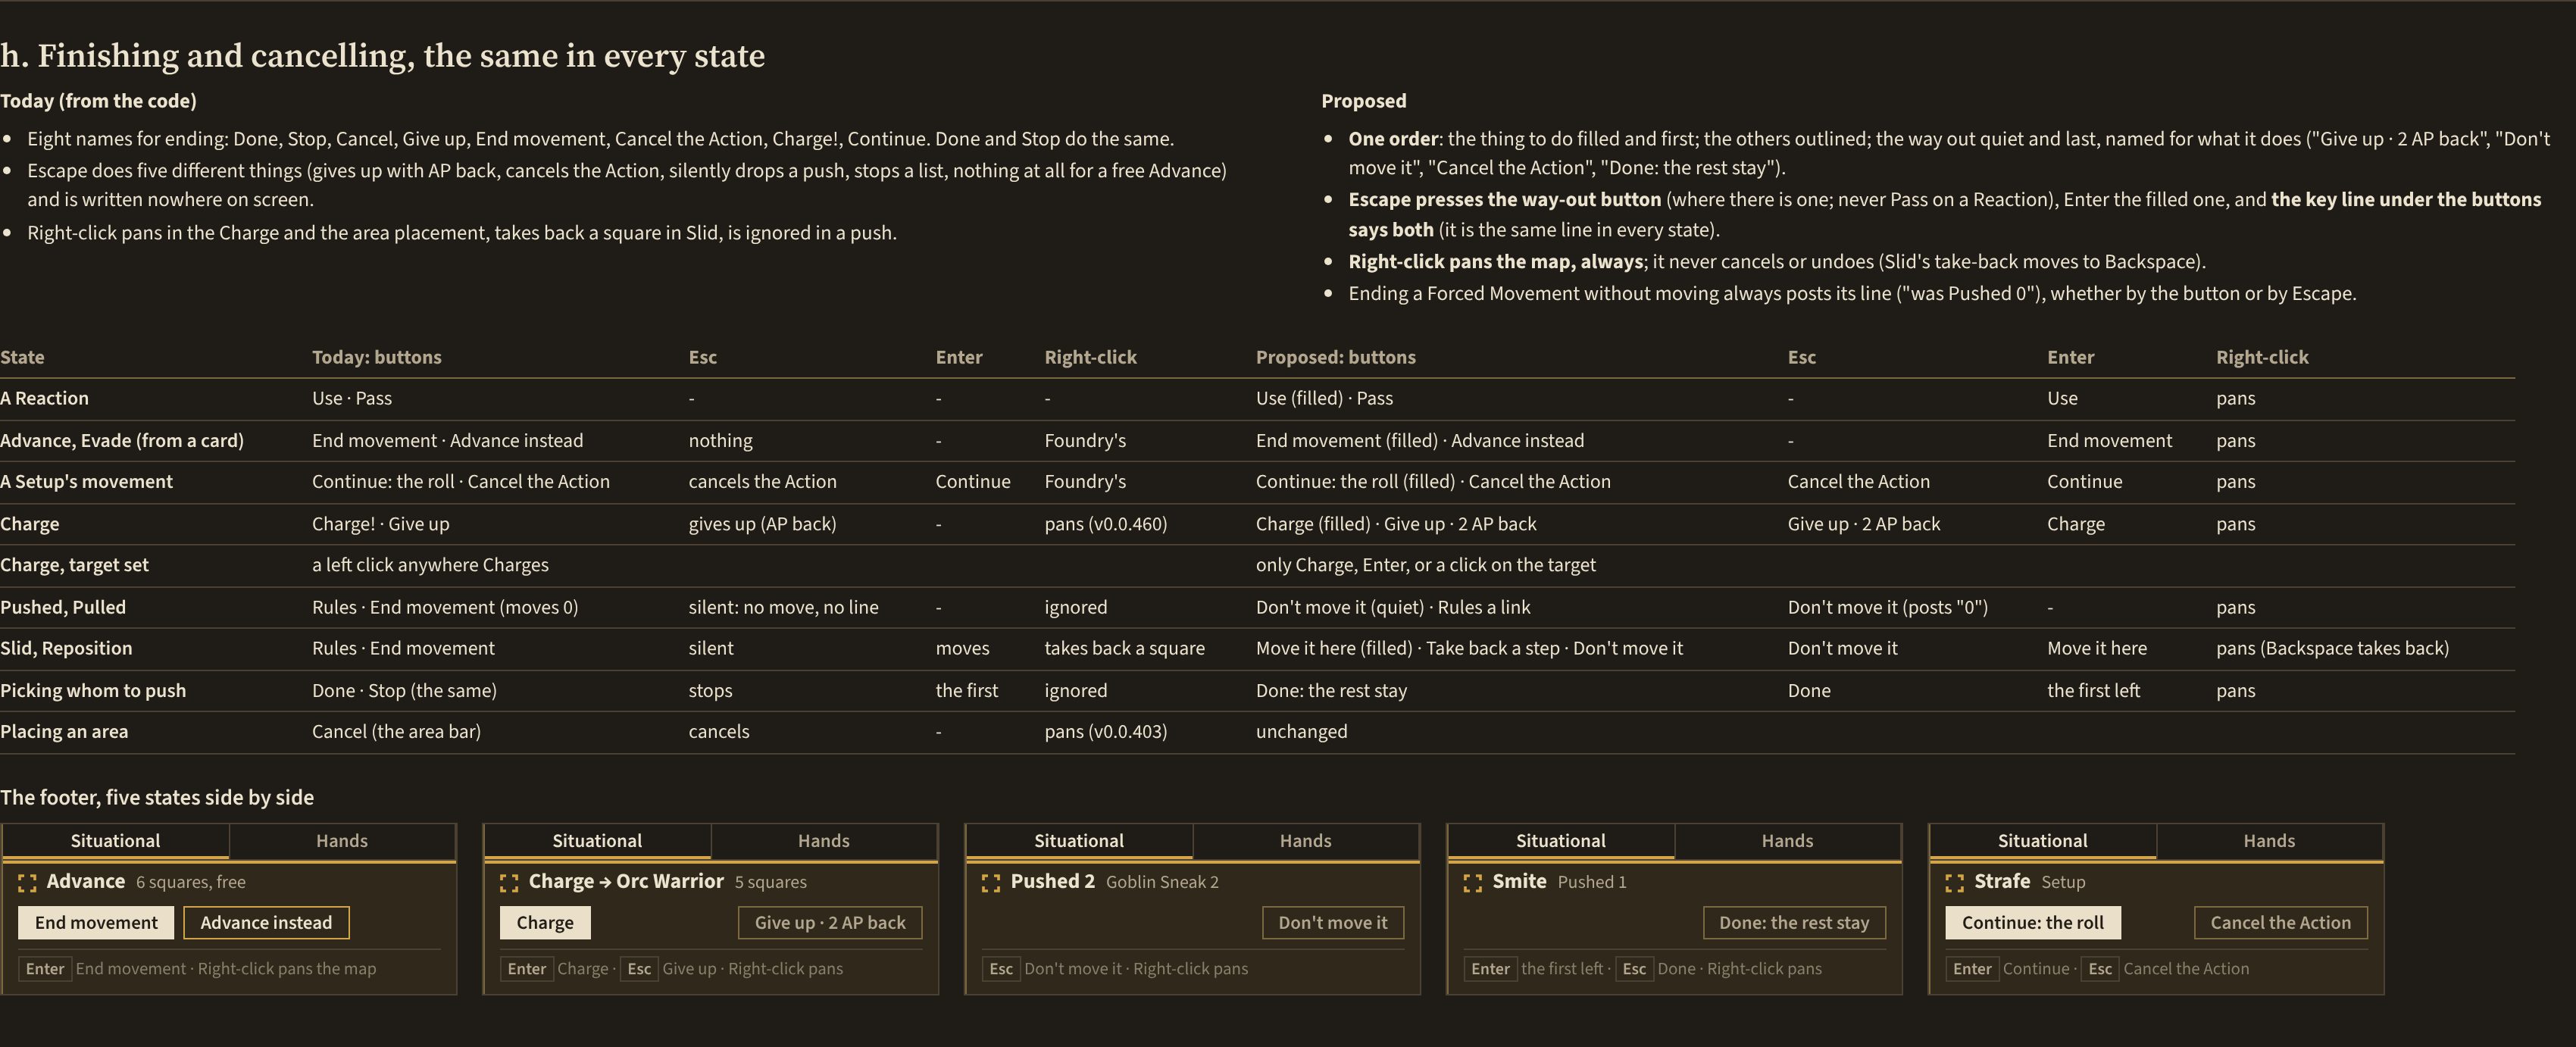 h. Finishing and cancelling, the same in every state
Today (from the code)
• Eight names for ending: Done, Stop, Cancel, Give up, End movement, Cancel the Action, Charge!, Continue. Done and Stop do the same.
• Escape does five different things (gives up with AP back, cancels the Action, silently drops a push, stops a list, nothing at all for a free Advance)
and is written nowhere on screen.
• Right-click pans in the Charge and the area placement, takes back a square in Slid, is ignored in a push.
Proposed
• One order: the thing to do filled and first; the others outlined; the way out quiet and last, named for what it does ("Give up · 2 AP back", "Don't
move it", "Cancel the Action", "Done: the rest stay").
• Escape presses the way-out button (where there is one; never Pass on a Reaction), Enter the filled one, and the key line under the buttons
says both (it is the same line in every state).
• Right-click pans the map, always; it never cancels or undoes (Slid's take-back moves to Backspace).
• Ending a Forced Movement without moving always posts its line ("was Pushed 0"), whether by the button or by Escape.
State Today: buttons Esc Enter Right-click Proposed: buttons Esc Enter Right-click
A Reaction Use · Pass - - - Use (filled) · Pass - Use pans
Advance, Evade (from a card) End movement · Advance instead nothing - Foundry's End movement (filled) · Advance instead - End movement pans
A Setup's movement Continue: the roll · Cancel the Action cancels the Action Continue Foundry's Continue: the roll (filled) · Cancel the Action Cancel the Action Continue pans
Charge Charge! · Give up gives up (AP back) - pans (v0.0.460) Charge (filled) · Give up · 2 AP back Give up · 2 AP back Charge pans
Charge, target set a left click anywhere Charges only Charge, Enter, or a click on the target
Pushed, Pulled Rules · End movement (moves 0) silent: no move, no line - ignored Don't move it (quiet) · Rules a link Don't move it (posts "0") - pans
Slid, Reposition Rules · End movement silent moves takes back a square Move it here (filled) · Take back a step · Don't move it Don't move it Move it here pans (Backspace takes back)
Picking whom to push Done · Stop (the same) stops the first ignored Done: the rest stay Done the first left pans
Placing an area Cancel (the area bar) cancels - pans (v0.0.403) unchanged
The footer, five states side by side
Situational Hands
Advance 6 squares, free
End movement Advance instead
Enter End movement · Right-click pans the map
Situational Hands
Charge → Orc Warrior 5 squares
Charge Give up · 2 AP back
Enter Charge · Esc Give up · Right-click pans
Situational Hands
Pushed 2 Goblin Sneak 2
Don't move it
Esc Don't move it · Right-click pans
Situational Hands
Smite Pushed 1
Done: the rest stay
Enter the first left · Esc Done · Right-click pans
Situational Hands
Strafe Setup
Continue: the roll Cancel the Action
Enter Continue · Esc Cancel the Action